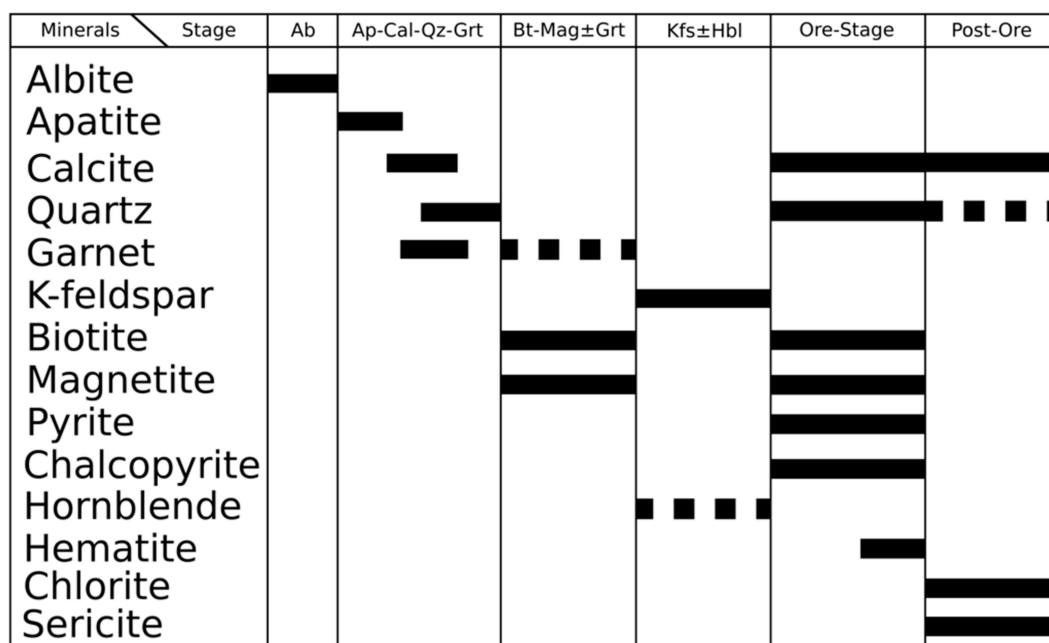 Minerals Stage Ab Ap-Cal-Qz-Grt Bt-Mag±Grt Kfs±Hbl Ore-Stage Post-Ore
Albite
Apatite
Calcite
Quartz
Garnet
K-feldspar
Biotite
Magnetite
Pyrite
Chalcopyrite
Hornblende
Hematite
Chlorite
Sericite